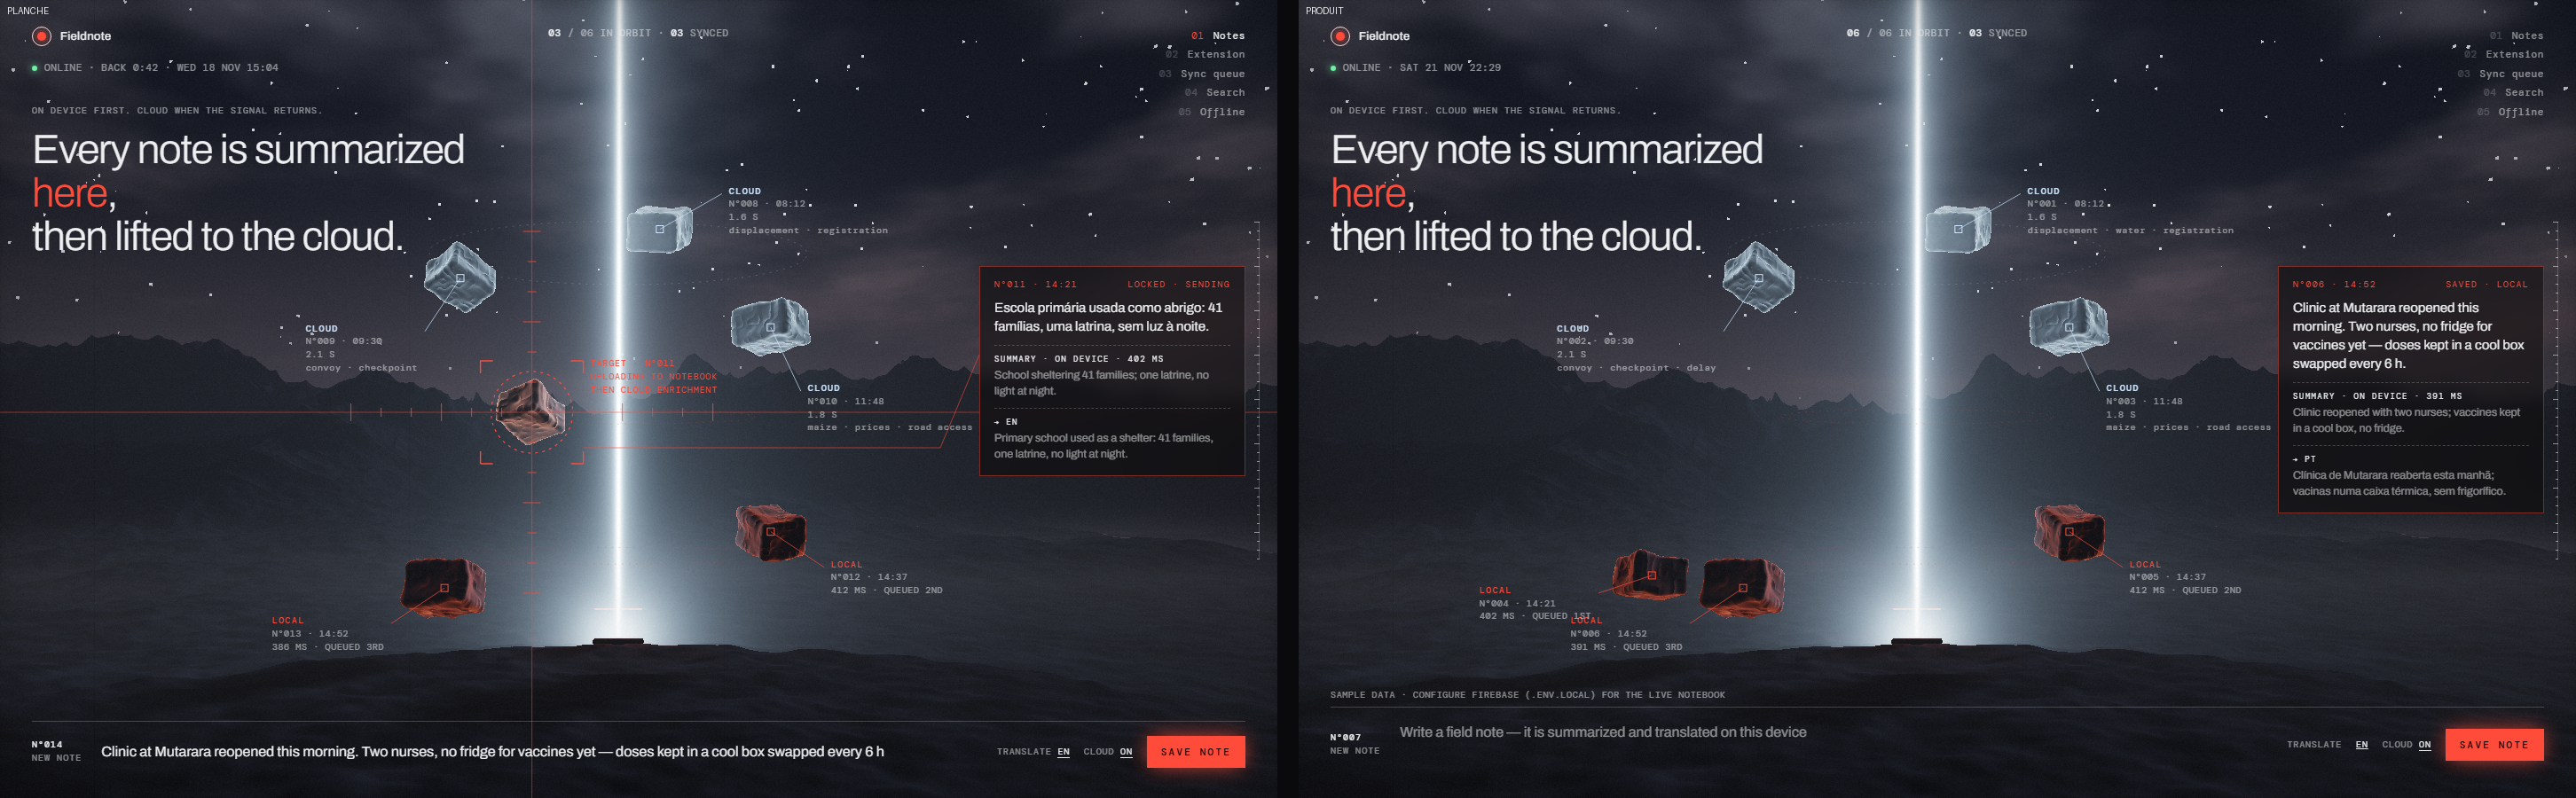 PLANCHE
Fieldnote
ONLINE · BACK 0:42 · WED 18 NOV 15:04
03 / 06 IN ORBIT · 03 SYNCED
01 Notes
02 Extension
03 Sync queue
04 Search
05 Offline
ON DEVICE FIRST. CLOUD WHEN THE SIGNAL RETURNS.
Every note is summarized
here,
then lifted to the cloud.
CLOUD
N°008 · 08:12
1.6 S
displacement · registration
CLOUD
N°009 · 09:30
2.1 S
convoy · checkpoint
TARGET · N°011
UPLOADING TO NOTEBOOK
THEN CLOUD ENRICHMENT
CLOUD
N°010 · 11:48
1.8 S
maize · prices · road access
N°011 · 14:21
LOCKED · SENDING
Escola primária usada como abrigo: 41
famílias, uma latrina, sem luz à noite.
SUMMARY · ON DEVICE · 402 MS
School sheltering 41 families; one latrine, no
light at night.
→ EN
Primary school used as a shelter: 41 families,
one latrine, no light at night.
LOCAL
N°012 · 14:37
412 MS · QUEUED 2ND
LOCAL
N°013 · 14:52
386 MS · QUEUED 3RD
N°014
NEW NOTE
Clinic at Mutarara reopened this morning. Two nurses, no fridge for vaccines yet — doses kept in a cool box swapped every 6 h
TRANSLATE EN CLOUD ON
SAVE NOTE
PRODUIT
Fieldnote
ONLINE · SAT 21 NOV 22:29
06 / 06 IN ORBIT · 03 SYNCED
01 Notes
02 Extension
03 Sync queue
04 Search
05 Offline
ON DEVICE FIRST. CLOUD WHEN THE SIGNAL RETURNS.
Every note is summarized
here,
then lifted to the cloud.
CLOUD
N°001 · 08:12
1.6 S
displacement · water · registration
CLOUD
N°002 · 09:30
2.1 S
convoy · checkpoint · delay
CLOUD
N°003 · 11:48
1.8 S
maize · prices · road access
N°006 · 14:52
SAVED · LOCAL
Clinic at Mutarara reopened this
morning. Two nurses, no fridge for
vaccines yet — doses kept in a cool box
swapped every 6 h.
SUMMARY · ON DEVICE · 391 MS
Clinic reopened with two nurses; vaccines kept
in a cool box, no fridge.
→ PT
Clínica de Mutarara reaberta esta manhã;
vacinas numa caixa térmica, sem frigorífico.
LOCAL
N°005 · 14:37
412 MS · QUEUED 2ND
LOCAL
N°004 · 14:21
402 MS · QUEUED 1ST
LOCAL
N°006 · 14:52
391 MS · QUEUED 3RD
SAMPLE DATA · CONFIGURE FIREBASE (.ENV.LOCAL) FOR THE LIVE NOTEBOOK
N°007
NEW NOTE
Write a field note — it is summarized and translated on this device
TRANSLATE EN CLOUD ON
SAVE NOTE